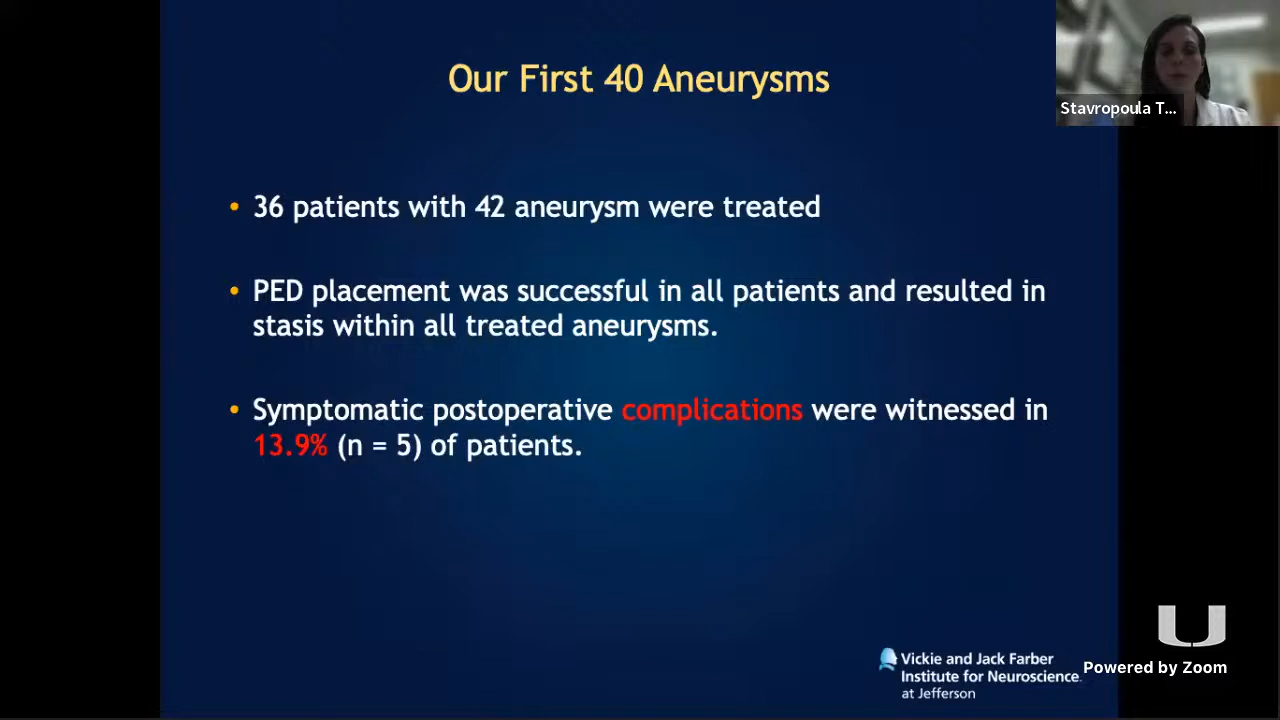 Our First 40 Aneurysms
Stavropoula T...
• 36 patients with 42 aneurysm were treated
• PED placement was successful in all patients and resulted in
stasis within all treated aneurysms.
• Symptomatic postoperative complications were witnessed in
13.9% (n = 5) of patients.
Vickie and Jack Farber
Institute for Neuroscience
at Jefferson
U
Powered by Zoom